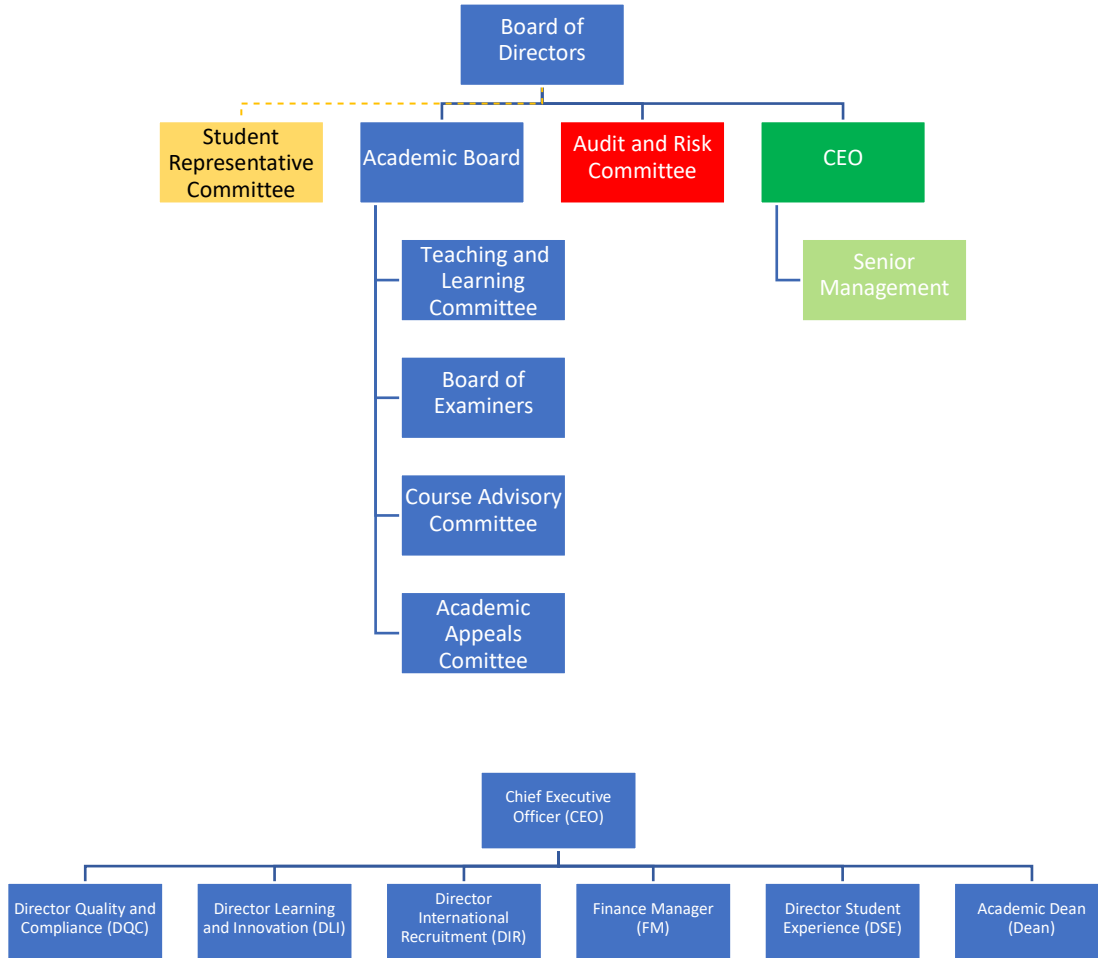 Board of
Directors
Student
Representative
Committee
Academic Board
Audit and Risk
Committee
CEO
Teaching and
Learning
Committee
Senior
Management
Board of
Examiners
Course Advisory
Committee
Academic
Appeals
Comittee
Chief Executive
Officer (CEO)
Director Quality and
Compliance (DQC)
Director Learning
and Innovation (DLI)
Director
International
Recruitment (DIR)
Finance Manager
(FM)
Director Student
Experience (DSE)
Academic Dean
(Dean)